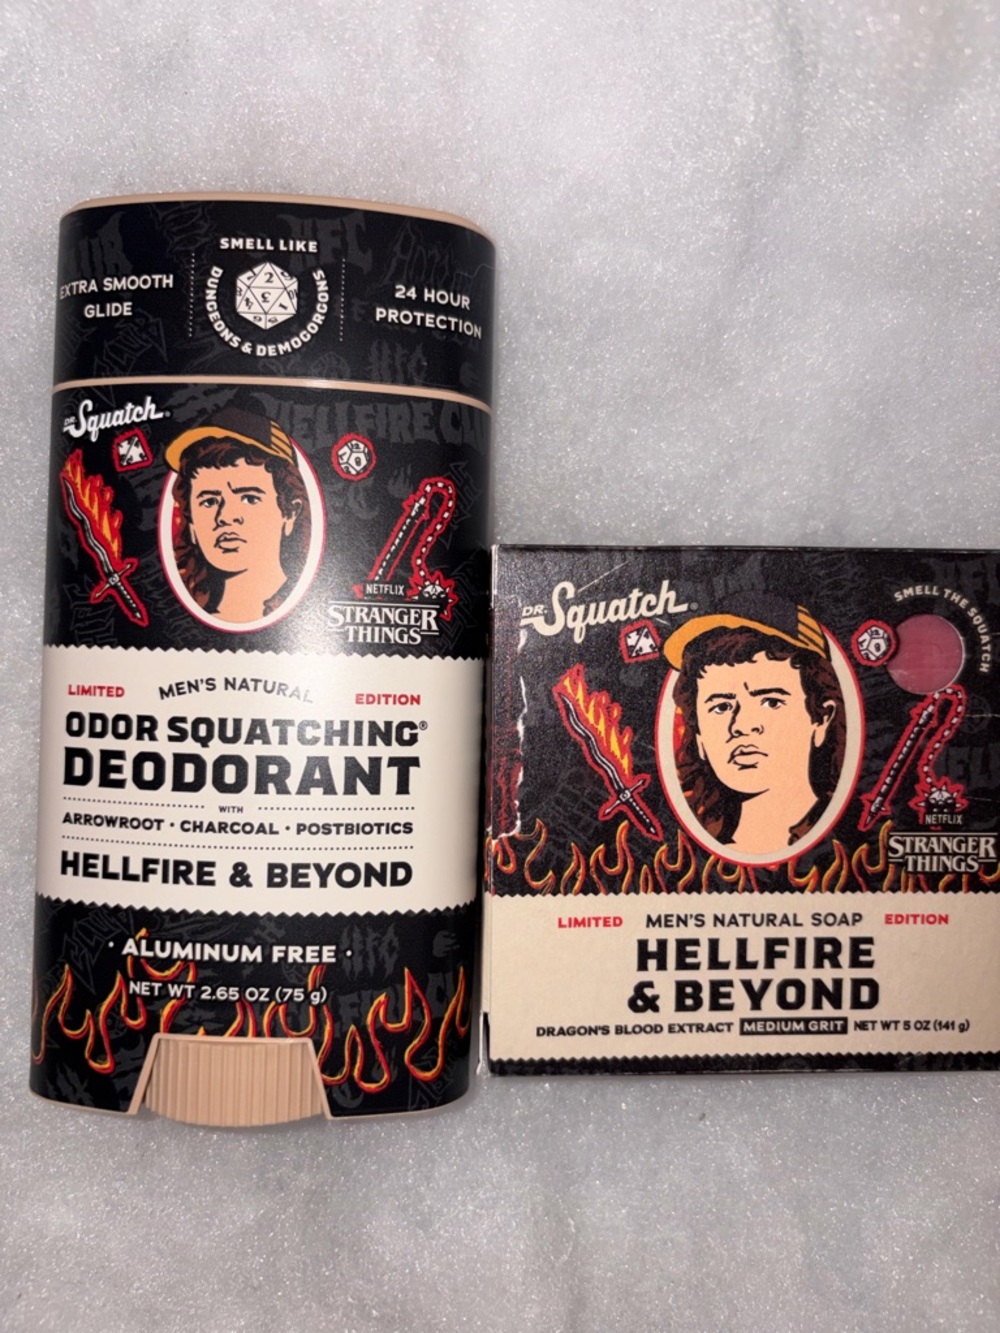 EXTRA SMOOTH
GLIDE
SMELL LIKE
DUNGEONS & DEMOGORGONS
2
24 HOUR
PROTECTION
DR. Squatch®
HELLFIRE CLU
NETFLIX
STRANGER
THINGS
LIMITED MEN'S NATURAL EDITION
ODOR SQUATCHING®
DEODORANT
WITH
ARROWROOT · CHARCOAL · POSTBIOTICS
HELLFIRE & BEYOND
· ALUMINUM FREE ·
NET WT 2.65 OZ (75 g)
DR. Squatch®
SMELL THE SQUATCH
NETFLIX
STRANGER
THINGS
LIMITED MEN'S NATURAL SOAP EDITION
HELLFIRE
& BEYOND
DRAGON'S BLOOD EXTRACT MEDIUM GRIT NET WT 5 OZ (141 g)